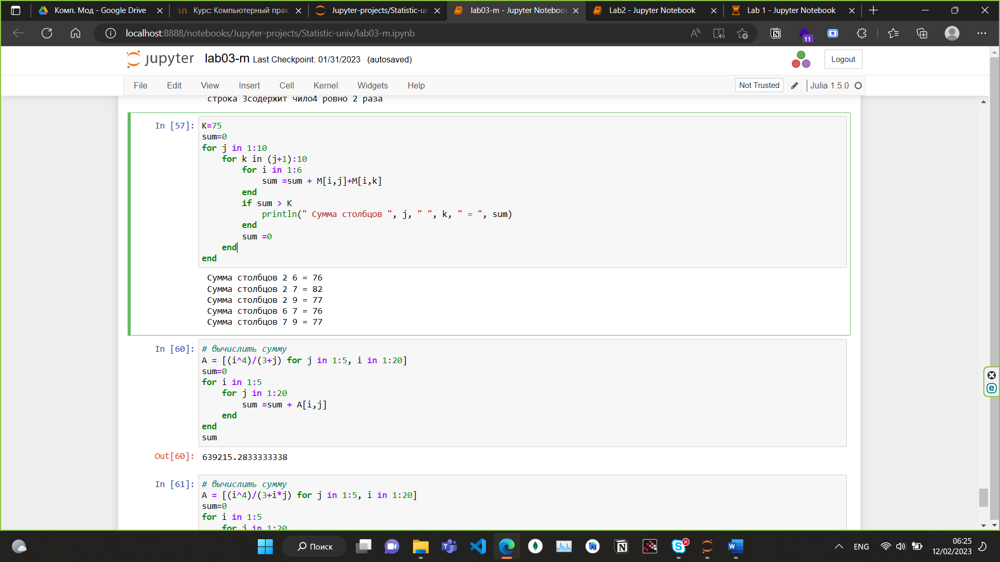 Комп. Мод - Google Drive
Курс: Компьютерный прак
Jupyter-projects/Statistic-un
lab03-m - Jupyter Notebook
Lab2 - Jupyter Notebook
Lab 1 - Jupyter Notebook
localhost:8888/notebooks/Jupyter-projects/Statistic-univ/lab03-m.ipynb
11
jupyter lab03-m Last Checkpoint: 01/31/2023 (autosaved)
Logout
File Edit View Insert Cell Kernel Widgets Help
Not Trusted
Julia 1.5.0
строка 3содержит чило4 ровно 2 раза
In [57]:
K=75
sum=0
for j in 1:10
    for k in (j+1):10
        for i in 1:6
            sum =sum + M[i,j]+M[i,k]
        end
        if sum > K
            println(" Сумма столбцов ", j, " ", k, " = ", sum)
        end
        sum =0
    end
end
Сумма столбцов 2 6 = 76
Сумма столбцов 2 7 = 82
Сумма столбцов 2 9 = 77
Сумма столбцов 6 7 = 76
Сумма столбцов 7 9 = 77
In [60]:
# Вычислить сумму
A = [(i^4)/(3+j) for j in 1:5, i in 1:20]
sum=0
for i in 1:5
    for j in 1:20
        sum =sum + A[i,j]
    end
end
sum
Out[60]: 639215.2833333338
In [61]:
# Вычислить сумму
A = [(i^4)/(3+i*j) for j in 1:5, i in 1:20]
sum=0
for i in 1:5
    for j in 1:20
Поиск
ENG
06:25
12/02/2023